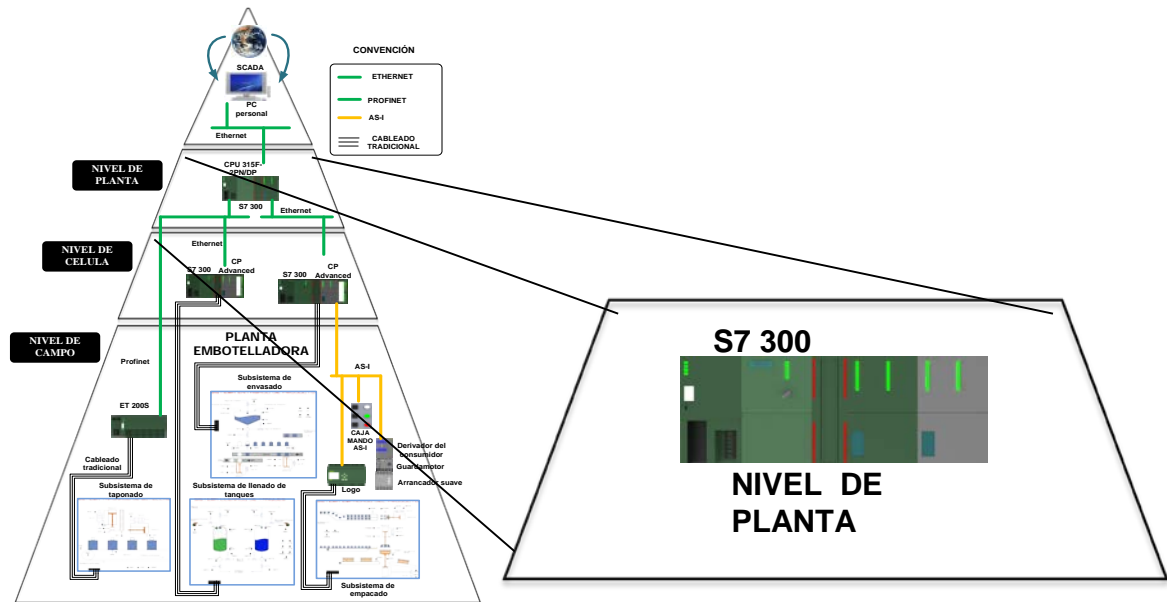 SCADA
PC
personal
Ethernet
CONVENCIÓN
ETHERNET
PROFINET
AS-I
CABLEADO
TRADICIONAL
NIVEL DE
PLANTA
CPU 315F-
2PN/DP
S7 300
Ethernet
NIVEL DE
CELULA
Ethernet
S7 300
CP
Advanced
S7 300
CP
Advanced
NIVEL DE
CAMPO
PLANTA
EMBOTELLADORA
Profinet
AS-I
Subsistema de
envasado
ET 200S
CAJA
MANDO
AS-I
Derivador del
consumidor
Guardamotor
Arrancador suave
Cableado
tradicional
Logo
Subsistema de
taponado
Subsistema de llenado de
tanques
Subsistema de
empacado
S7 300
NIVEL DE
PLANTA